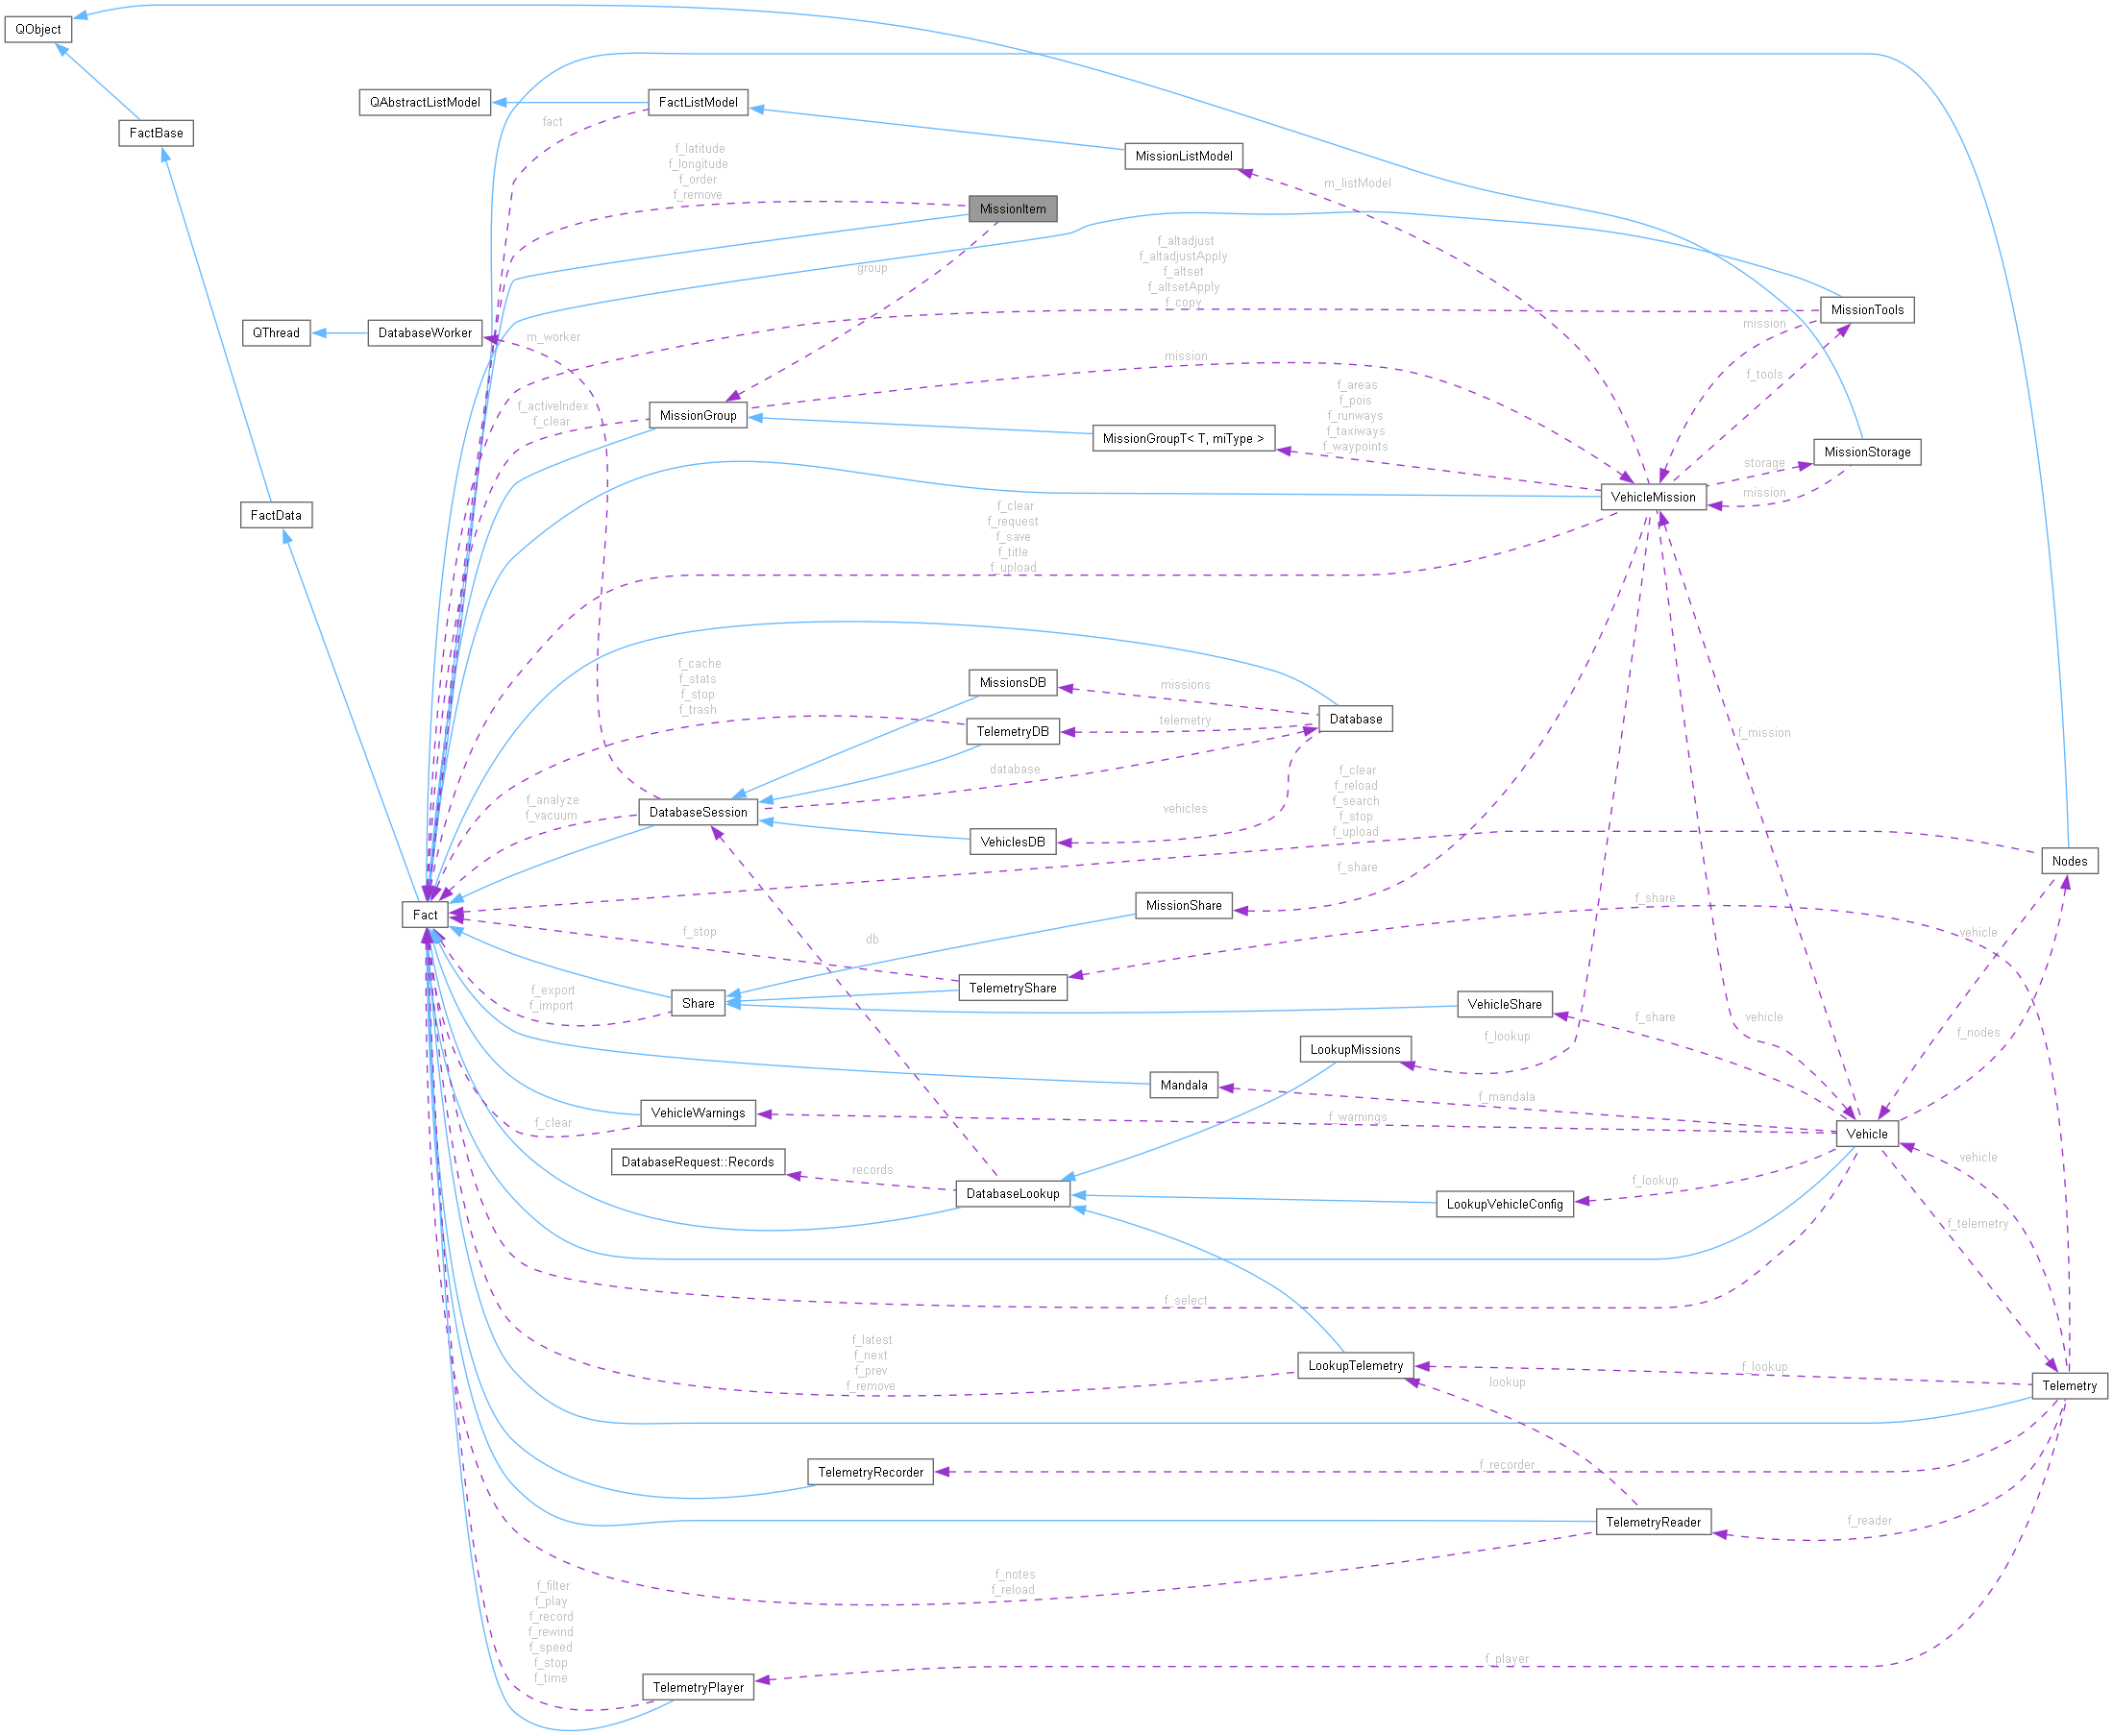 QObject
FactBase
QAbstractListModel
FactListModel
fact
f_latitude
f_longitude
f_order
f_remove
MissionListModel
m_listModel
MissionItem
group
f_altadjust
f_altadjustApply
f_altset
f_altsetApply
f_copy
MissionTools
mission
QThread
DatabaseWorker
m_worker
mission
f_tools
f_activeIndex
f_clear
MissionGroup
f_areas
f_pois
f_runways
f_taxiways
f_waypoints
MissionGroupT< T, miType >
MissionStorage
storage
mission
VehicleMission
FactData
f_clear
f_request
f_save
f_title
f_upload
f_cache
f_stats
f_stop
f_trash
MissionsDB
missions
TelemetryDB
telemetry
Database
f_mission
database
f_analyze
f_vacuum
DatabaseSession
VehiclesDB
vehicles
f_clear
f_reload
f_search
f_stop
f_upload
Nodes
f_share
MissionShare
f_share
Fact
f_stop
db
vehicle
TelemetryShare
f_export
f_import
Share
VehicleShare
f_share
vehicle
f_nodes
LookupMissions
f_lookup
Mandala
f_mandala
VehicleWarnings
f_warnings
f_clear
Vehicle
DatabaseRequest::Records
records
vehicle
DatabaseLookup
f_lookup
LookupVehicleConfig
f_telemetry
f_select
f_latest
f_next
f_prev
f_remove
LookupTelemetry
f_lookup
lookup
Telemetry
TelemetryRecorder
f_recorder
TelemetryReader
f_reader
f_notes
f_reload
f_filter
f_play
f_record
f_rewind
f_speed
f_stop
f_time
f_player
TelemetryPlayer